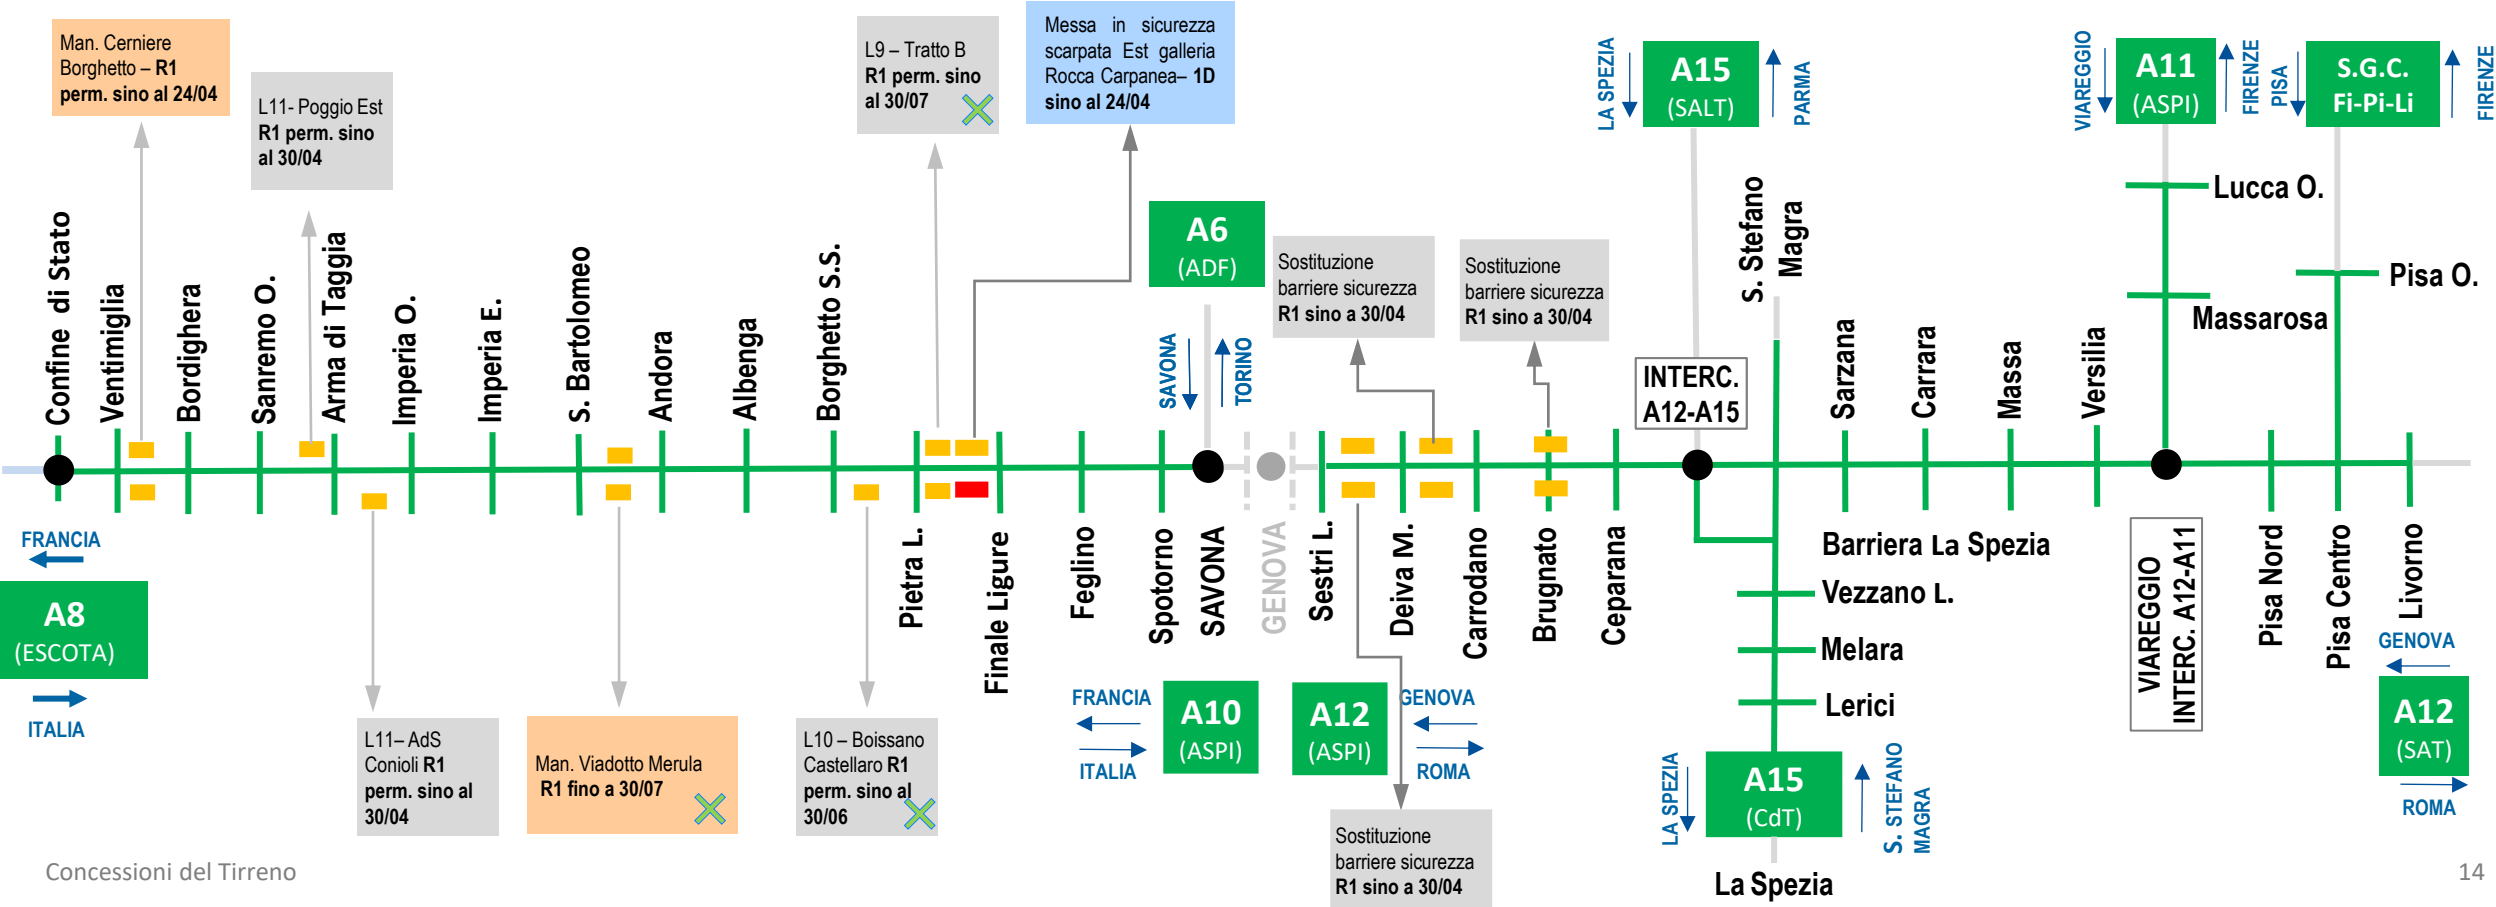 Man. Cerniere
Borghetto – R1
perm. sino al 24/04
L11- Poggio Est
R1 perm. sino
al 30/04
L9 – Tratto B
R1 perm. sino
al 30/07
Messa in sicurezza
scarpata Est galleria
Rocca Carpanea– 1D
sino al 24/04
A6
(ADF)
SAVONA
TORINO
Sostituzione
barriere sicurezza
R1 sino a 30/04
Sostituzione
barriere sicurezza
R1 sino a 30/04
LA SPEZIA
A15
(SALT)
PARMA
VIAREGGIO
A11
(ASPI)
FIRENZE
PISA
S.G.C.
Fi-Pi-Li
FIRENZE
Lucca O.
Massarosa
Pisa O.
Confine di Stato
Ventimiglia
Bordighera
Sanremo O.
Arma di Taggia
Imperia O.
Imperia E.
S. Bartolomeo
Andora
Albenga
Borghetto S.S.
Pietra L.
Finale Ligure
Feglino
Spotorno
SAVONA
GENOVA
Sestri L.
Deiva M.
Carrodano
Brugnato
Ceparana
INTERC.
A12-A15
S. Stefano
Magra
Sarzana
Carrara
Massa
Versilia
Barriera La Spezia
Vezzano L.
Melara
Lerici
VIAREGGIO
INTERC. A12-A11
Pisa Nord
Pisa Centro
Livorno
FRANCIA
A8
(ESCOTA)
ITALIA
L11– AdS
Conioli R1
perm. sino al
30/04
Man. Viadotto Merula
R1 fino a 30/07
L10 – Boissano
Castellaro R1
perm. sino al
30/06
FRANCIA
ITALIA
A10
(ASPI)
A12
(ASPI)
GENOVA
ROMA
Sostituzione
barriere sicurezza
R1 sino a 30/04
LA SPEZIA
A15
(CdT)
S. STEFANO
MAGRA
La Spezia
GENOVA
A12
(SAT)
ROMA
Concessioni del Tirreno
14